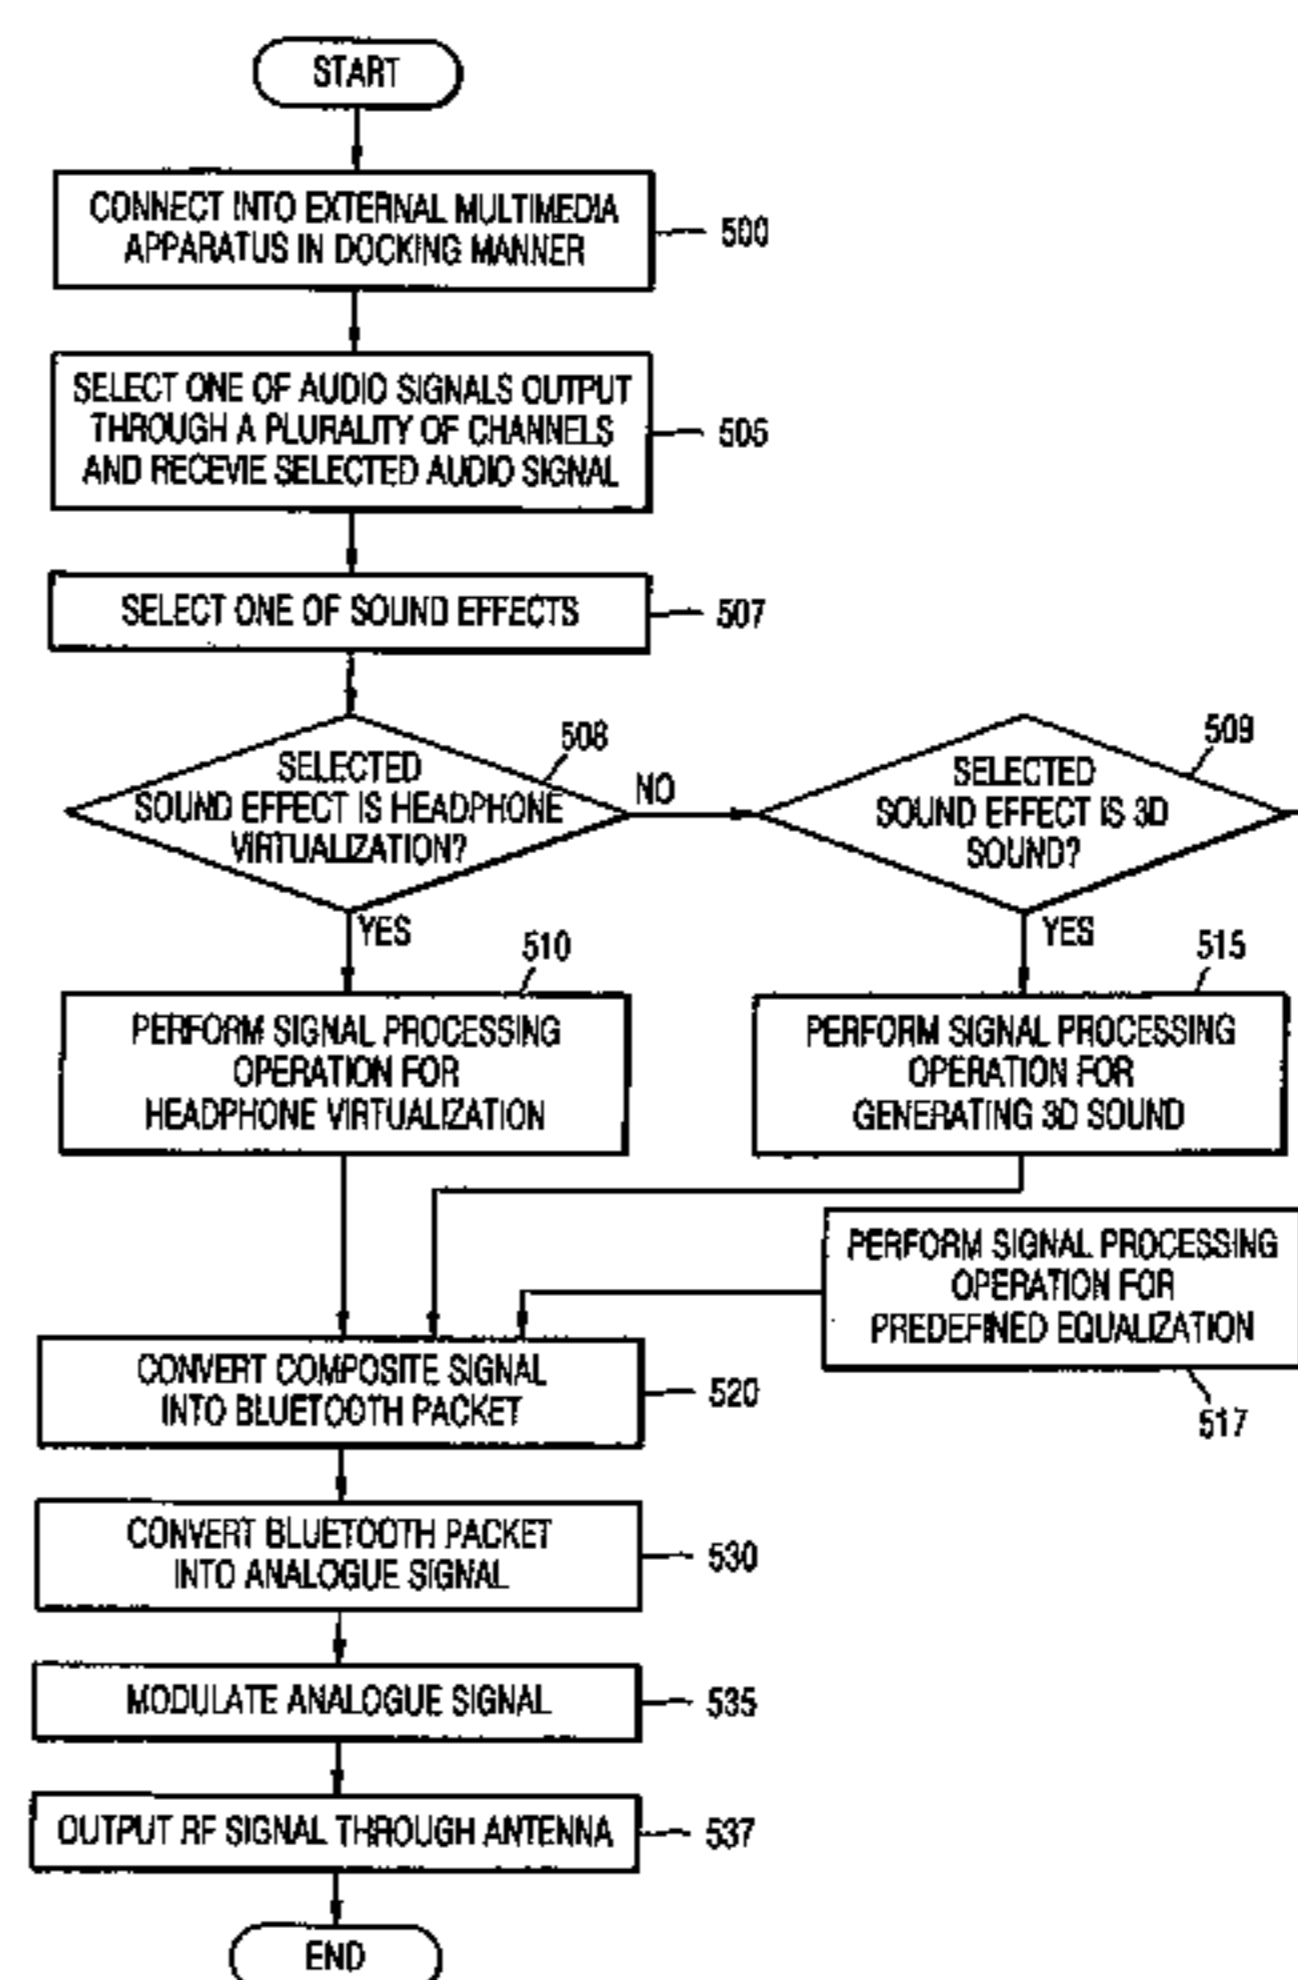 START
CONNECT INTO EXTERNAL MULTIMEDIA
APPARATUS IN DOCKING MANNER
500
SELECT ONE OF AUDIO SIGNALS OUTPUT
THROUGH A PLURALITY OF CHANNELS
AND RECEVIE SELECTED AUDIO SIGNAL
505
SELECT ONE OF SOUND EFFECTS
507
508
SELECTED
SOUND EFFECT IS HEADPHONE
VIRTUALIZATION?
NO
509
SELECTED
SOUND EFFECT IS 3D
SOUND?
YES
YES
510
PERFORM SIGNAL PROCESSING
OPERATION FOR
HEADPHONE VIRTUALIZATION
515
PERFORM SIGNAL PROCESSING
OPERATION FOR
GENERATING 3D SOUND
PERFORM SIGNAL PROCESSING
OPERATION FOR
PREDEFINED EQUALIZATION
517
CONVERT COMPOSITE SIGNAL
INTO BLUETOOTH PACKET
520
CONVERT BLUETOOTH PACKET
INTO ANALOGUE SIGNAL
530
MODULATE ANALOGUE SIGNAL
535
OUTPUT RF SIGNAL THROUGH ANTENNA
537
END